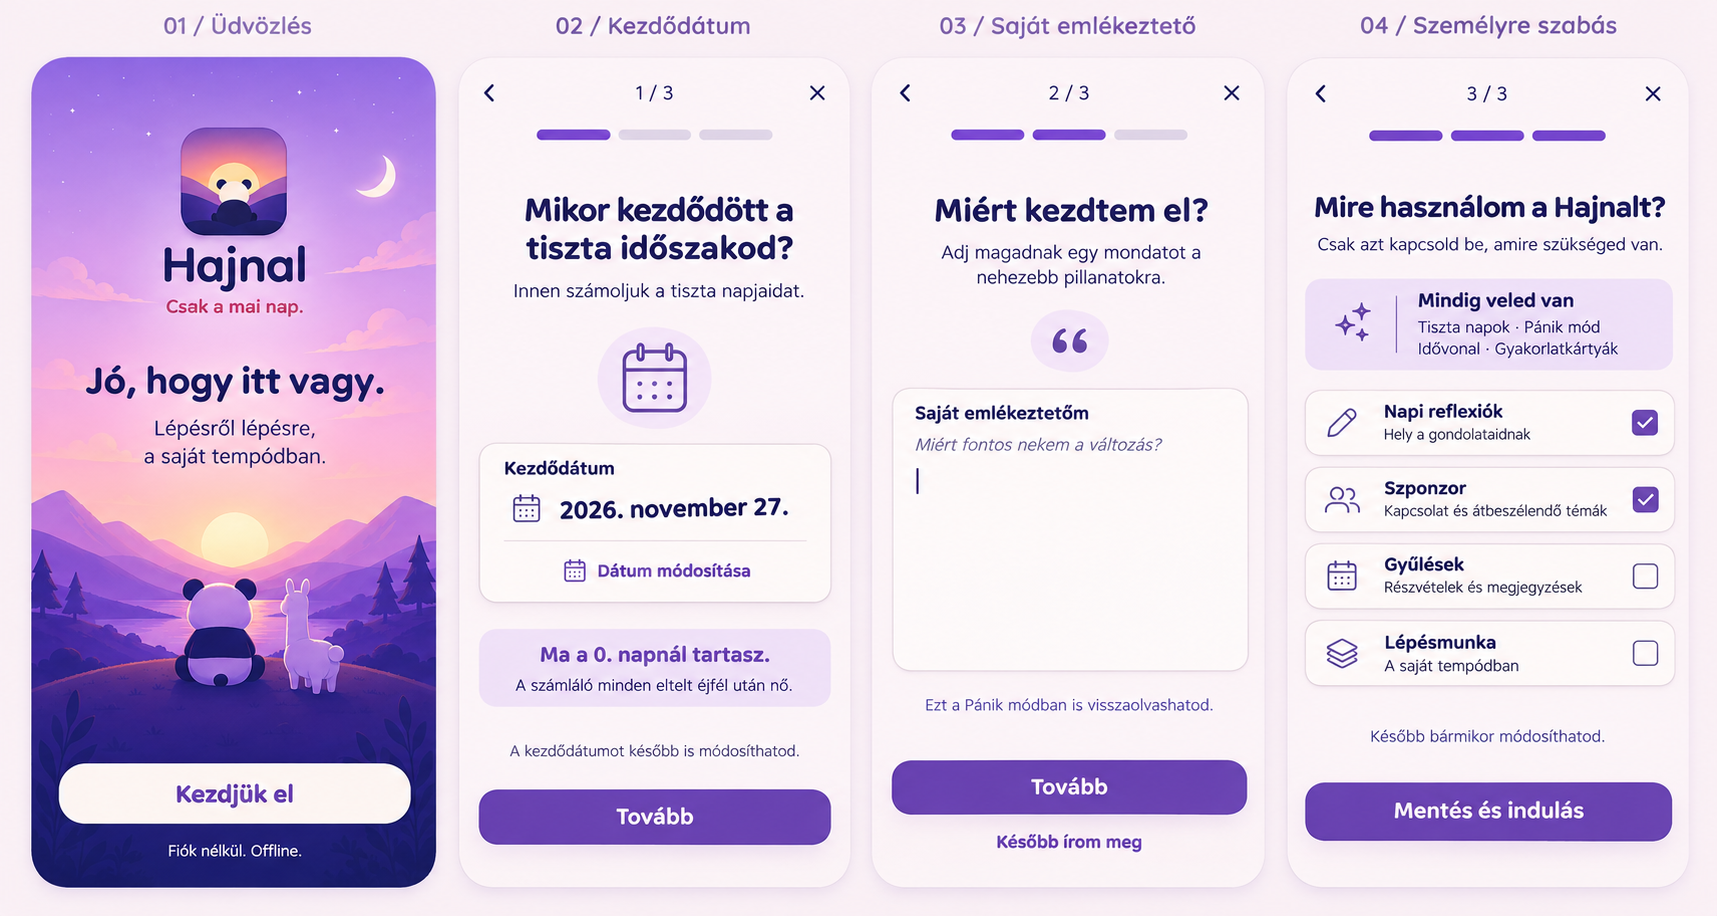 01 / Üdvözlés
Hajnal
Csak a mai nap.
Jó, hogy itt vagy.
Lépésről lépésre,
a saját tempódban.
Kezdjük el
Fiók nélkül. Offline.
02 / Kezdődátum
1 / 3
Mikor kezdődött a
tiszta időszakod?
Innen számoljuk a tiszta napjaidat.
Kezdődátum
2026. november 27.
Dátum módosítása
Ma a 0. napnál tartasz.
A számláló minden eltelt éjfél után nő.
A kezdődátumot később is módosíthatod.
Tovább
03 / Saját emlékeztető
2 / 3
Miért kezdtem el?
Adj magadnak egy mondatot a
nehezebb pillanatokra.
Saját emlékeztetőm
Miért fontos nekem a változás?
Ezt a Pánik módban is visszaolvashatod.
Tovább
Később írom meg
04 / Személyre szabás
3 / 3
Mire használom a Hajnalt?
Csak azt kapcsold be, amire szükséged van.
Mindig veled van
Tiszta napok · Pánik mód
Idővonal · Gyakorlatkártyák
Napi reflexiók
Hely a gondolataidnak
Szponzor
Kapcsolat és átbeszélendő témák
Gyűlések
Részvételek és megjegyzések
Lépésmunka
A saját tempódban
Később bármikor módosíthatod.
Mentés és indulás